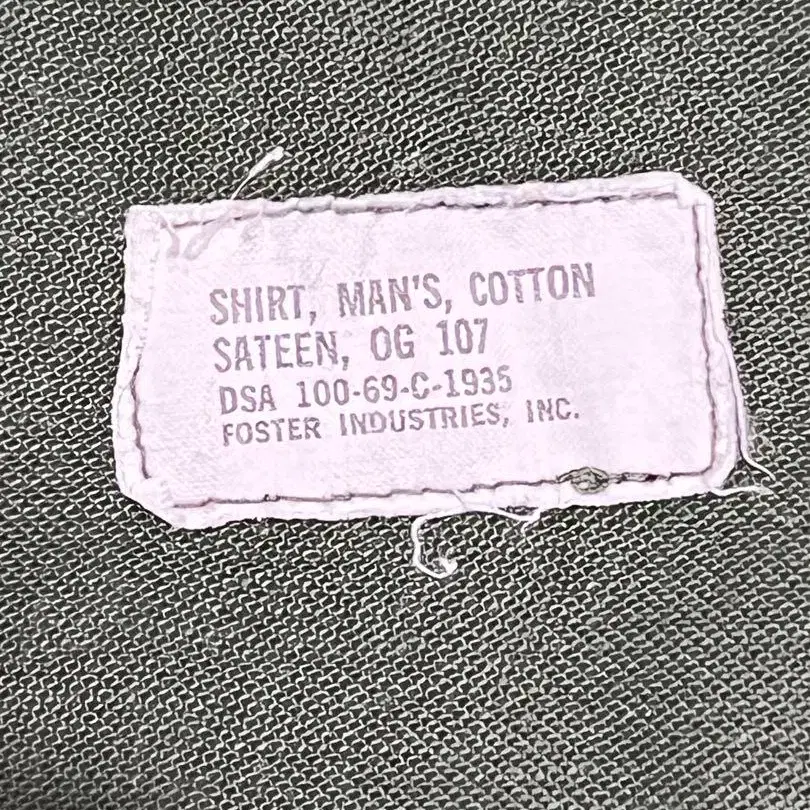 SHIRT, MAN'S, COTTON
SATEEN, OG 107
DSA 100-69-C-1935
FOSTER INDUSTRIES, INC.